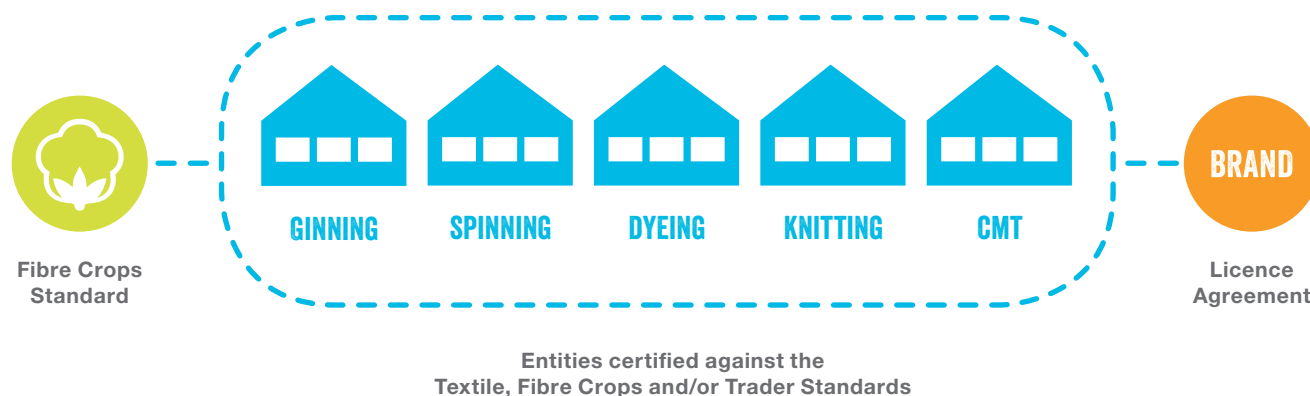 BRAND
GINNING
SPINNING
DYEING
KNITTING
CMT
Fibre Crops
Standard
Licence
Agreement
Entities certified against the
Textile, Fibre Crops and/or Trader Standards